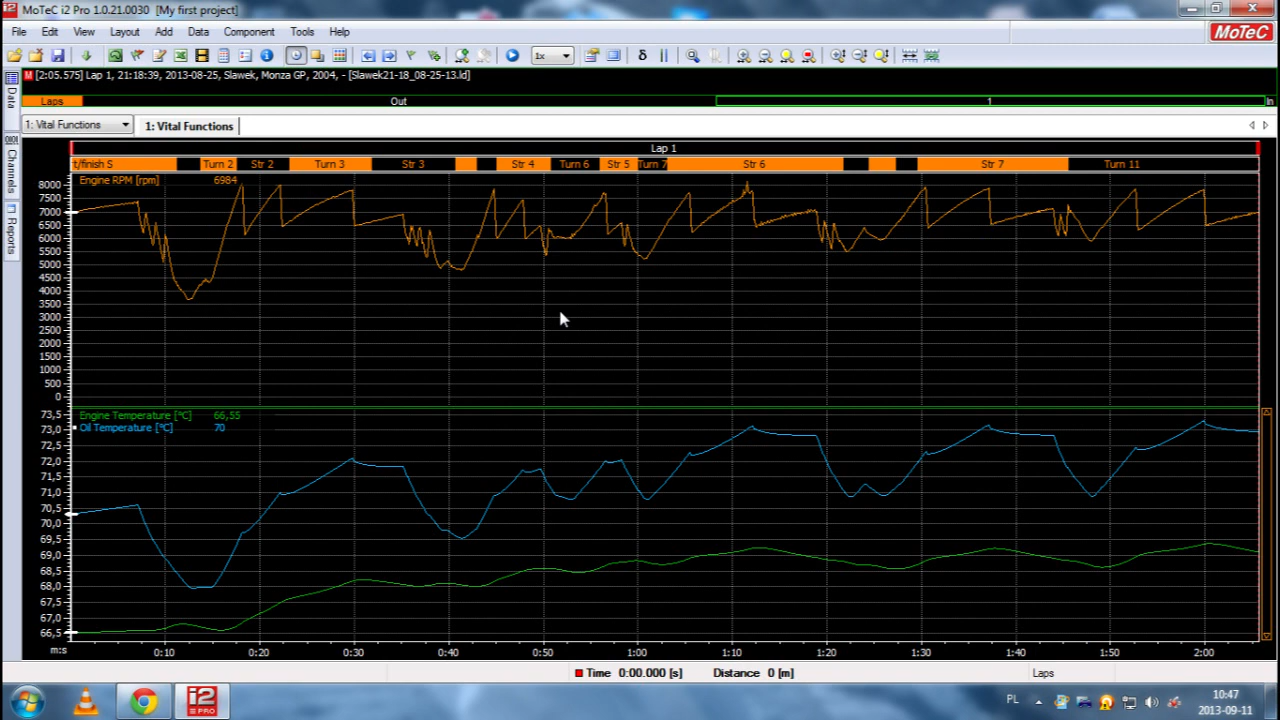 MoTeC i2 Pro 1.0.21.0030 - [My first project]
File Edit View Layout Add Data Component Tools Help
MoTeC
1x
[2:05.575] Lap 1, 21:18:39, 2013-08-25, Slawek, Monza GP, 2004, - [Slawek21-18_08-25-13.ld]
Laps Out 1 In
1: Vital Functions 1: Vital Functions
Data
Channels
Reports
Lap 1
t/finish S Turn 2 Str 2 Turn 3 Str 3 Str 4 Turn 6 Str 5 Turn 7 Str 6 Str 7 Turn 11
Engine RPM [rpm] 6984
8000
7500
7000
6500
6000
5500
5000
4500
4000
3500
3000
2500
2000
1500
1000
500
0
Engine Temperature [°C] 66,55
Oil Temperature [°C] 70
73,5
73,0
72,5
72,0
71,5
71,0
70,5
70,0
69,5
69,0
68,5
68,0
67,5
67,0
66,5
m:s 0:10 0:20 0:30 0:40 0:50 1:00 1:10 1:20 1:30 1:40 1:50 2:00
Time 0:00.000 [s] Distance 0 [m] Laps
i2 PRO
PL
10:47
2013-09-11